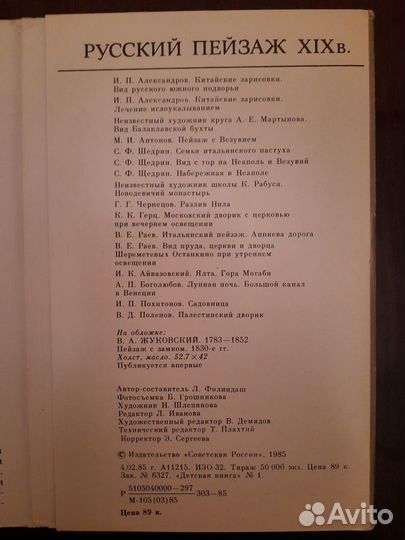 РУССКИЙ ПЕЙЗАЖ XIX в.
И. П. Александров. Китайские зарисовки.
Вид русского южного подворья
И. П. Александров. Китайские зарисовки.
Лечение иглоукалыванием
Неизвестный художник круга А. Е. Мартынова.
Вид Балаклавской бухты
М. И. Антонов. Пейзаж с Везувием
С. Ф. Щедрин. Семья итальянского пастуха
С. Ф. Щедрин. Вид с гор на Неаполь и Везувий
С. Ф. Щедрин. Набережная в Неаполе
Неизвестный художник школы К. Рабуса.
Новодевичий монастырь
Г. Г. Чернецов. Разлив Нила
К. К. Герц. Московский дворик с церковью
при вечернем освещении
В. Е. Раев. Итальянский пейзаж. Аппиева дорога
В. Е. Раев. Вид пруда, церкви и дворца
Шереметевых Останкино при утреннем
освещении
И. К. Айвазовский. Ялта. Гора Могаби
А. П. Боголюбов. Лунная ночь. Большой канал
в Венеции
И. П. Похитонов. Садовница
В. Д. Поленов. Палестинский дворик
На обложке:
В. А. ЖУКОВСКИЙ. 1783—1852
Пейзаж с замком. 1830-е гг.
Холст, масло. 52,7×42
Публикуется впервые
Автор-составитель Л. Филиндаш
Фотосъемка Б. Грошникова
Художник Н. Шлепинова
Редактор Л. Иванова
Художественный редактор В. Демидов
Технический редактор Т. Плахтий
Корректор Э. Сергеева
© Издательство «Советская Россия», 1985
4.02.85 г. А11215. ИЗО-32. Тираж 50 000 экз. Цена 89 к.
Зак. № 6327. «Детская книга» № 1.
5105040000—297
Р 303—85
М-105(03)85
Цена 89 к.
Avito